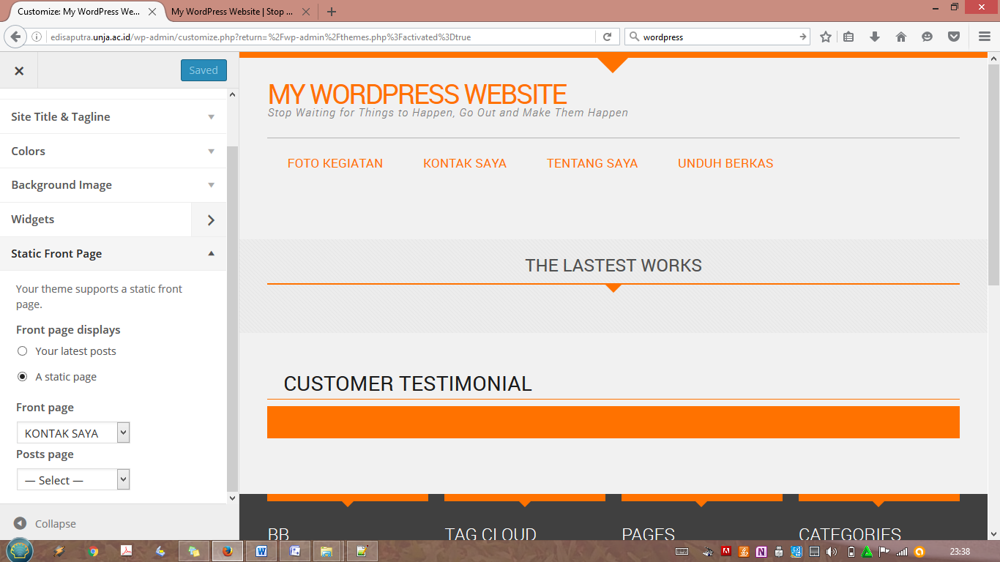 Customize: My WordPress We...
My WordPress Website | Stop ...
edisaputra.unja.ac.id/wp-admin/customize.php?return=%2Fwp-admin%2Fthemes.php%3Factivated%3Dtrue
wordpress
Saved
Site Title & Tagline
Colors
Background Image
Widgets
Static Front Page
Your theme supports a static front
page.
Front page displays
Your latest posts
A static page
Front page
KONTAK SAYA
Posts page
— Select —
Collapse
MY WORDPRESS WEBSITE
Stop Waiting for Things to Happen, Go Out and Make Them Happen
FOTO KEGIATAN
KONTAK SAYA
TENTANG SAYA
UNDUH BERKAS
THE LASTEST WORKS
CUSTOMER TESTIMONIAL
BB
TAG CLOUD
PAGES
CATEGORIES
23:38